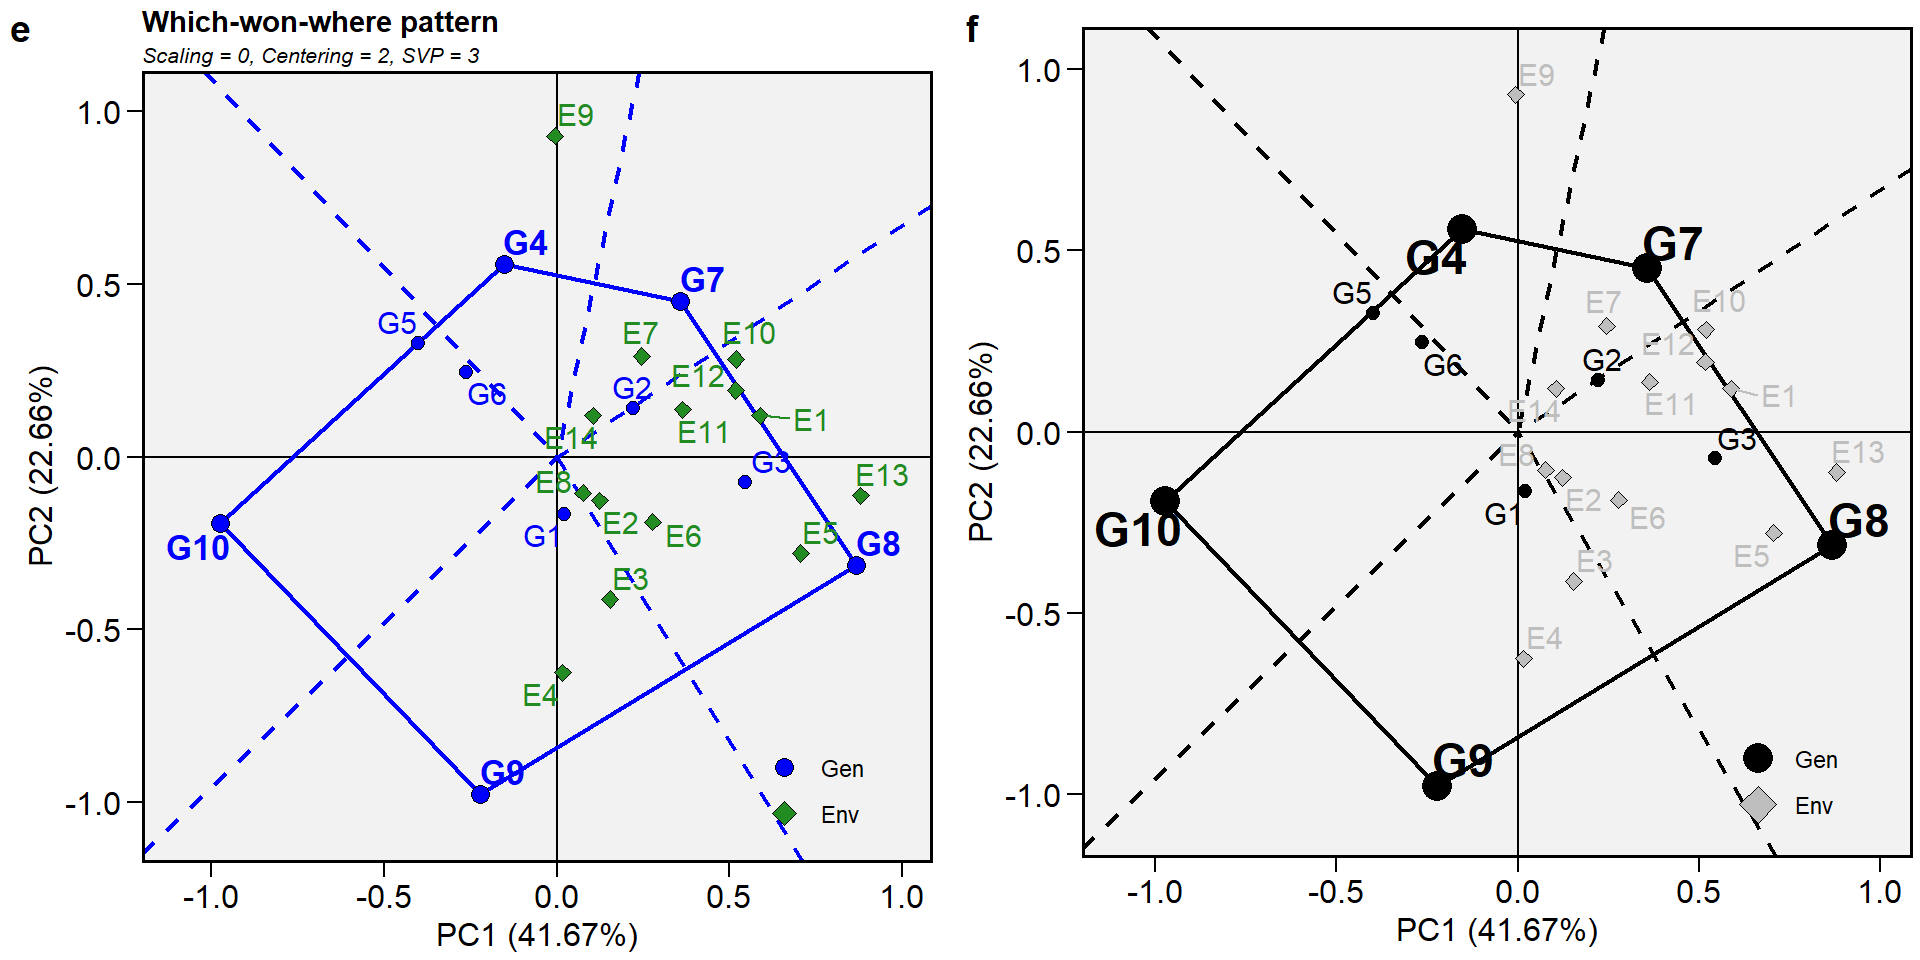 e
Which-won-where pattern
Scaling = 0, Centering = 2, SVP = 3
1.0
0.5
0.0
-0.5
-1.0
PC2 (22.66%)
E9
G4
G7
G5
E7
E10
G6
G2
E12
E14
E11
E1
G3
E8
E13
G10
G1
E2
E6
E5
G8
E3
E4
G9
Gen
Env
-1.0
-0.5
0.0
0.5
1.0
PC1 (41.67%)
f
1.0
0.5
0.0
-0.5
-1.0
PC2 (22.66%)
E9
G4
G7
G5
E7
E10
G6
G2
E12
E14
E11
E1
G3
E8
E13
G10
G1
E2
E6
E5
G8
E3
E4
G9
Gen
Env
-1.0
-0.5
0.0
0.5
1.0
PC1 (41.67%)